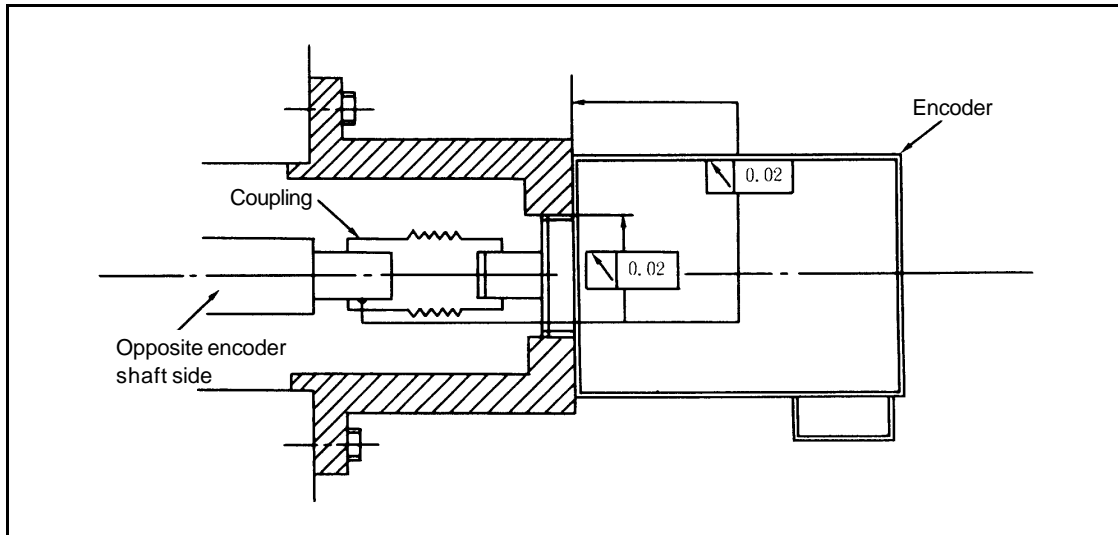 Encoder
0.02
Coupling
0.02
Opposite encoder
shaft side